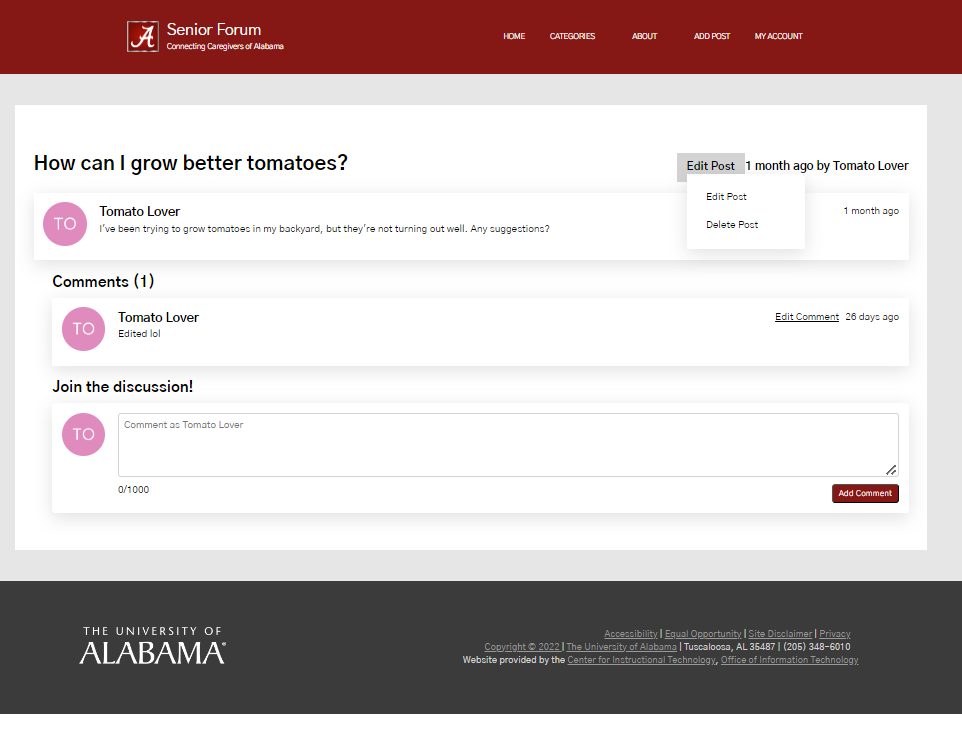 Senior Forum
Connecting Caregivers of Alabama
HOME CATEGORIES ABOUT ADD POST MY ACCOUNT
How can I grow better tomatoes?
Edit Post 1 month ago by Tomato Lover
Edit Post
Delete Post
TO
Tomato Lover
1 month ago
I've been trying to grow tomatoes in my backyard, but they're not turning out well. Any suggestions?
Comments (1)
TO
Tomato Lover
Edit Comment 26 days ago
Edited lol
Join the discussion!
TO
Comment as Tomato Lover
0/1000
Add Comment
THE UNIVERSITY OF
ALABAMA®
Accessibility | Equal Opportunity | Site Disclaimer | Privacy
Copyright © 2022 | The University of Alabama | Tuscaloosa, AL 35487 | (205) 348-6010
Website provided by the Center for Instructional Technology, Office of Information Technology